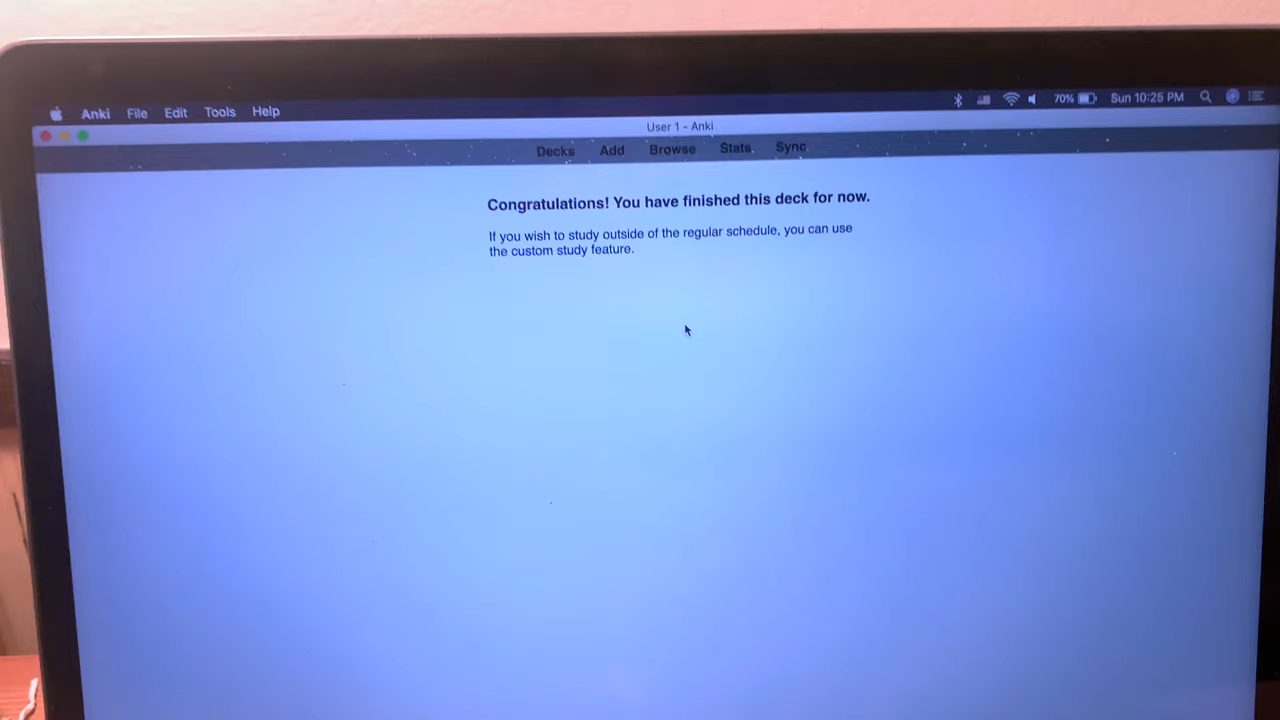 Anki File Edit Tools Help 70% Sun 10:25 PM
User 1 - Anki
Decks Add Browse Stats Sync
Congratulations! You have finished this deck for now.
If you wish to study outside of the regular schedule, you can use
the custom study feature.